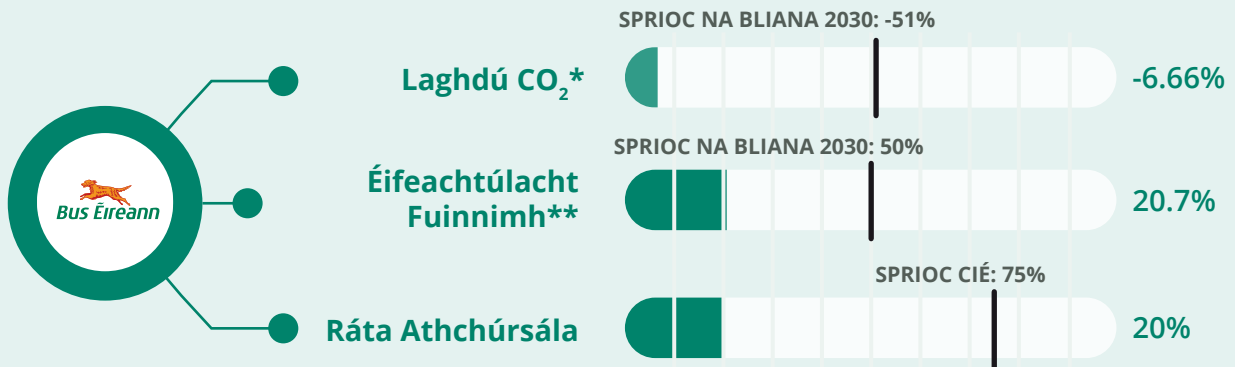 SPRIOC NA BLIANA 2030: -51%
Laghdú CO₂*
-6.66%
SPRIOC NA BLIANA 2030: 50%
Éifeachtúlacht
Fuinnimh**
20.7%
Bus Éireann
SPRIOC CIÉ: 75%
Ráta Athchúrsála
20%